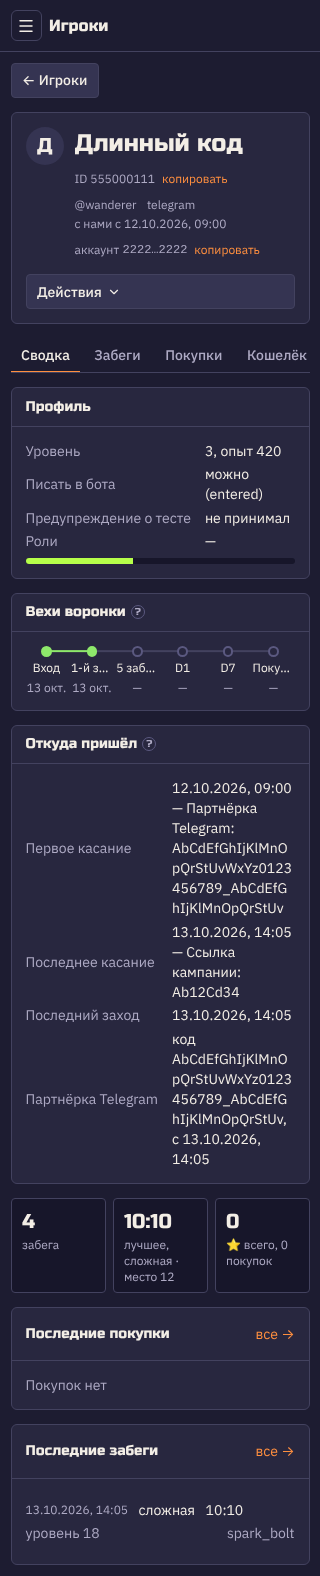 Игроки
← Игроки
Д Длинный код
ID 555000111 копировать
@wanderer telegram
с нами с 12.10.2026, 09:00
аккаунт 2222…2222 копировать
Действия
Сводка Забеги Покупки Кошелёк
Профиль
Уровень 3, опыт 420
Писать в бота можно
(entered)
Предупреждение о тесте не принимал
Роли —
Вехи воронки ?
Вход 1-й з… 5 заб… D1 D7 Поку…
13 окт. 13 окт. — — — —
Откуда пришёл ?
Первое касание 12.10.2026, 09:00
— Партнёрка
Telegram:
AbCdEfGhIjKlMnO
pQrStUvWxYz0123
456789_AbCdEfG
hIjKlMnOpQrStUv
Последнее касание 13.10.2026, 14:05
— Ссылка
кампании:
Ab12Cd34
Последний заход 13.10.2026, 14:05
Партнёрка Telegram код
AbCdEfGhIjKlMnO
pQrStUvWxYz0123
456789_AbCdEfG
hIjKlMnOpQrStUv,
с 13.10.2026,
14:05
4
забега
10:10
лучшее,
сложная ·
место 12
0
⭐ всего, 0
покупок
Последние покупки все →
Покупок нет
Последние забеги все →
13.10.2026, 14:05 сложная 10:10
уровень 18 spark_bolt